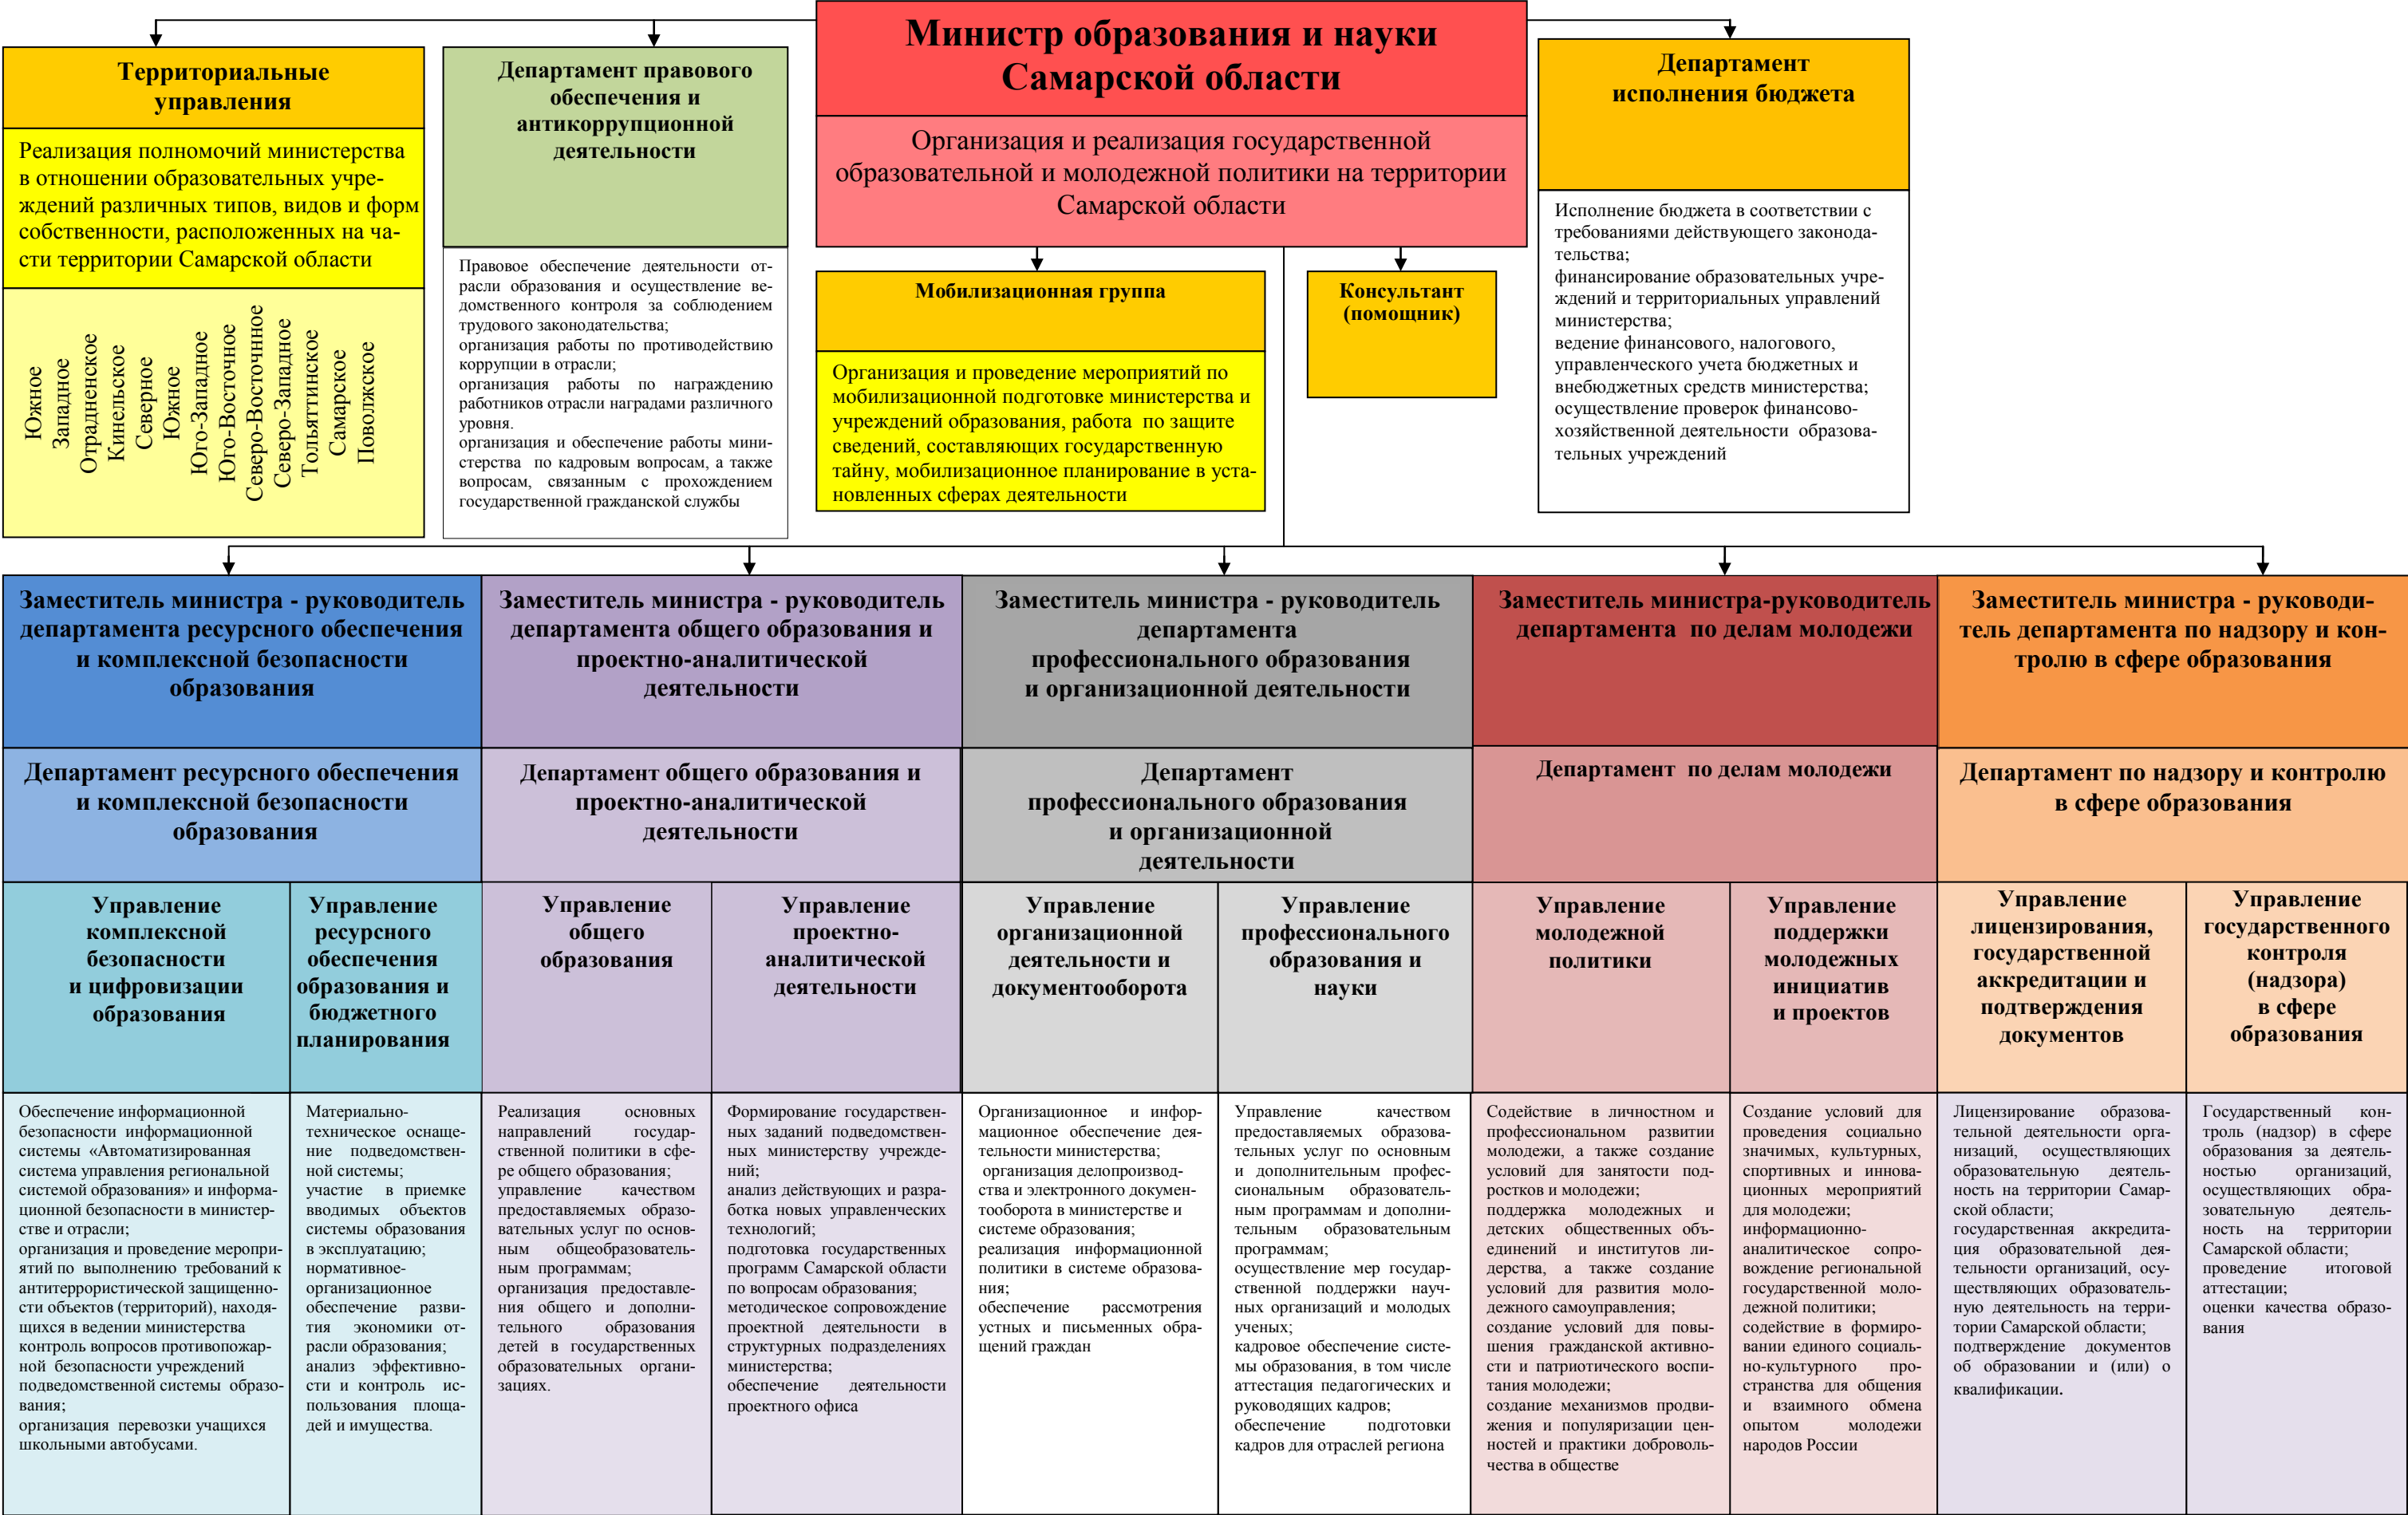 Министр образования и науки
Самарской области
Организация и реализация государственной
образовательной и молодежной политики на территории
Самарской области
Территориальные
управления
Реализация полномочий министерства
в отношении образовательных учре-
ждений различных типов, видов и форм
собственности, расположенных на ча-
сти территории Самарской области
Южное
Западное
Отрадненское
Кинельское
Северное
Южное
Юго-Западное
Юго-Восточное
Северо-Восточнное
Северо-Западное
Тольяттинское
Самарское
Поволжское
Департамент правового
обеспечения и
антикоррупционной
деятельности
Правовое обеспечение деятельности от-
расли образования и осуществление ве-
домственного контроля за соблюдением
трудового законодательства;
организация работы по противодействию
коррупции в отрасли;
организация работы по награждению
работников отрасли наградами различного
уровня.
организация и обеспечение работы мини-
стерства по кадровым вопросам, а также
вопросам, связанным с прохождением
государственной гражданской службы
Мобилизационная группа
Организация и проведение мероприятий по
мобилизационной подготовке министерства и
учреждений образования, работа по защите
сведений, составляющих государственную
тайну, мобилизационное планирование в уста-
новленных сферах деятельности
Консультант
(помощник)
Департамент
исполнения бюджета
Исполнение бюджета в соответствии с
требованиями действующего законода-
тельства;
финансирование образовательных учре-
ждений и территориальных управлений
министерства;
ведение финансового, налогового,
управленческого учета бюджетных и
внебюджетных средств министерства;
осуществление проверок финансово-
хозяйственной деятельности образова-
тельных учреждений
Заместитель министра - руководитель
департамента ресурсного обеспечения
и комплексной безопасности
образования
Департамент ресурсного обеспечения
и комплексной безопасности
образования
Управление
комплексной
безопасности
и цифровизации
образования
Обеспечение информационной
безопасности информационной
системы «Автоматизированная
система управления региональной
системой образования» и информа-
ционной безопасности в министер-
стве и отрасли;
организация и проведение меропри-
ятий по выполнению требований к
антитеррористической защищенно-
сти объектов (территорий), находя-
щихся в ведении министерства
контроль вопросов противопожар-
ной безопасности учреждений
подведомственной системы образо-
вания;
организация перевозки учащихся
школьными автобусами.
Управление
ресурсного
обеспечения
образования и
бюджетного
планирования
Материально-
техническое оснаще-
ние подведомствен-
ной системы;
участие в приемке
вводимых объектов
системы образования
в эксплуатацию;
нормативное-
организационное
обеспечение разви-
тия экономики от-
расли образования;
анализ эффективно-
сти и контроль ис-
пользования площа-
дей и имущества.
Заместитель министра - руководитель
департамента общего образования и
проектно-аналитической
деятельности
Департамент общего образования и
проектно-аналитической
деятельности
Управление
общего
образования
Реализация основных
направлений государ-
ственной политики в сфе-
ре общего образования;
управление качеством
предоставляемых образо-
вательных услуг по основ-
ным общеобразователь-
ным программам;
организация предоставле-
ния общего и дополни-
тельного образования
детей в государственных
образовательных органи-
зациях.
Управление
проектно-
аналитической
деятельности
Формирование государствен-
ных заданий подведомствен-
ных министерству учрежде-
ний;
анализ действующих и разра-
ботка новых управленческих
технологий;
подготовка государственных
программ Самарской области
по вопросам образования;
методическое сопровождение
проектной деятельности в
структурных подразделениях
министерства;
обеспечение деятельности
проектного офиса
Заместитель министра - руководитель
департамента
профессионального образования
и организационной деятельности
Департамент
профессионального образования
и организационной
деятельности
Управление
организационной
деятельности и
документооборота
Организационное и инфор-
мационное обеспечение дея-
тельности министерства;
организация делопроизвод-
ства и электронного докумен-
тооборота в министерстве и
системе образования;
реализация информационной
политики в системе образова-
ния;
обеспечение рассмотрения
устных и письменных обра-
щений граждан
Управление
профессионального
образования и
науки
Управление качеством
предоставляемых образова-
тельных услуг по основным
и дополнительным профес-
сиональным образователь-
ным программам и дополни-
тельным образовательным
программам;
осуществление мер государ-
ственной поддержки науч-
ных организаций и молодых
ученых;
кадровое обеспечение систе-
мы образования, в том числе
аттестация педагогических и
руководящих кадров;
обеспечение подготовки
кадров для отраслей региона
Заместитель министра-руководитель
департамента по делам молодежи
Департамент по делам молодежи
Управление
молодежной
политики
Содействие в личностном и
профессиональном развитии
молодежи, а также создание
условий для занятости под-
ростков и молодежи;
поддержка молодежных и
детских общественных объ-
единений и институтов ли-
дерства, а также создание
условий для развития моло-
дежного самоуправления;
создание условий для повы-
шения гражданской активно-
сти и патриотического воспи-
тания молодежи;
создание механизмов продви-
жения и популяризации цен-
ностей и практики доброволь-
чества в обществе
Управление
поддержки
молодежных
инициатив
и проектов
Создание условий для
проведения социально
значимых, культурных,
спортивных и иннова-
ционных мероприятий
для молодежи;
информационно-
аналитическое сопро-
вождение региональной
государственной моло-
дежной политики;
содействие в формиро-
вании единого социаль-
но-культурного про-
странства для общения
и взаимного обмена
опытом молодежи
народов России
Заместитель министра - руководи-
тель департамента по надзору и кон-
тролю в сфере образования
Департамент по надзору и контролю
в сфере образования
Управление
лицензирования,
государственной
аккредитации и
подтверждения
документов
Лицензирование образова-
тельной деятельности орга-
низаций, осуществляющих
образовательную деятель-
ность на территории Самар-
ской области;
государственная аккредита-
ция образовательной дея-
тельности организаций, осу-
ществляющих образователь-
ную деятельность на терри-
тории Самарской области;
подтверждение документов
об образовании и (или) о
квалификации.
Управление
государственного
контроля
(надзора)
в сфере
образования
Государственный кон-
троль (надзор) в сфере
образования за деятель-
ностью организаций,
осуществляющих обра-
зовательную деятель-
ность на территории
Самарской области;
проведение итоговой
аттестации;
оценки качества образо-
вания